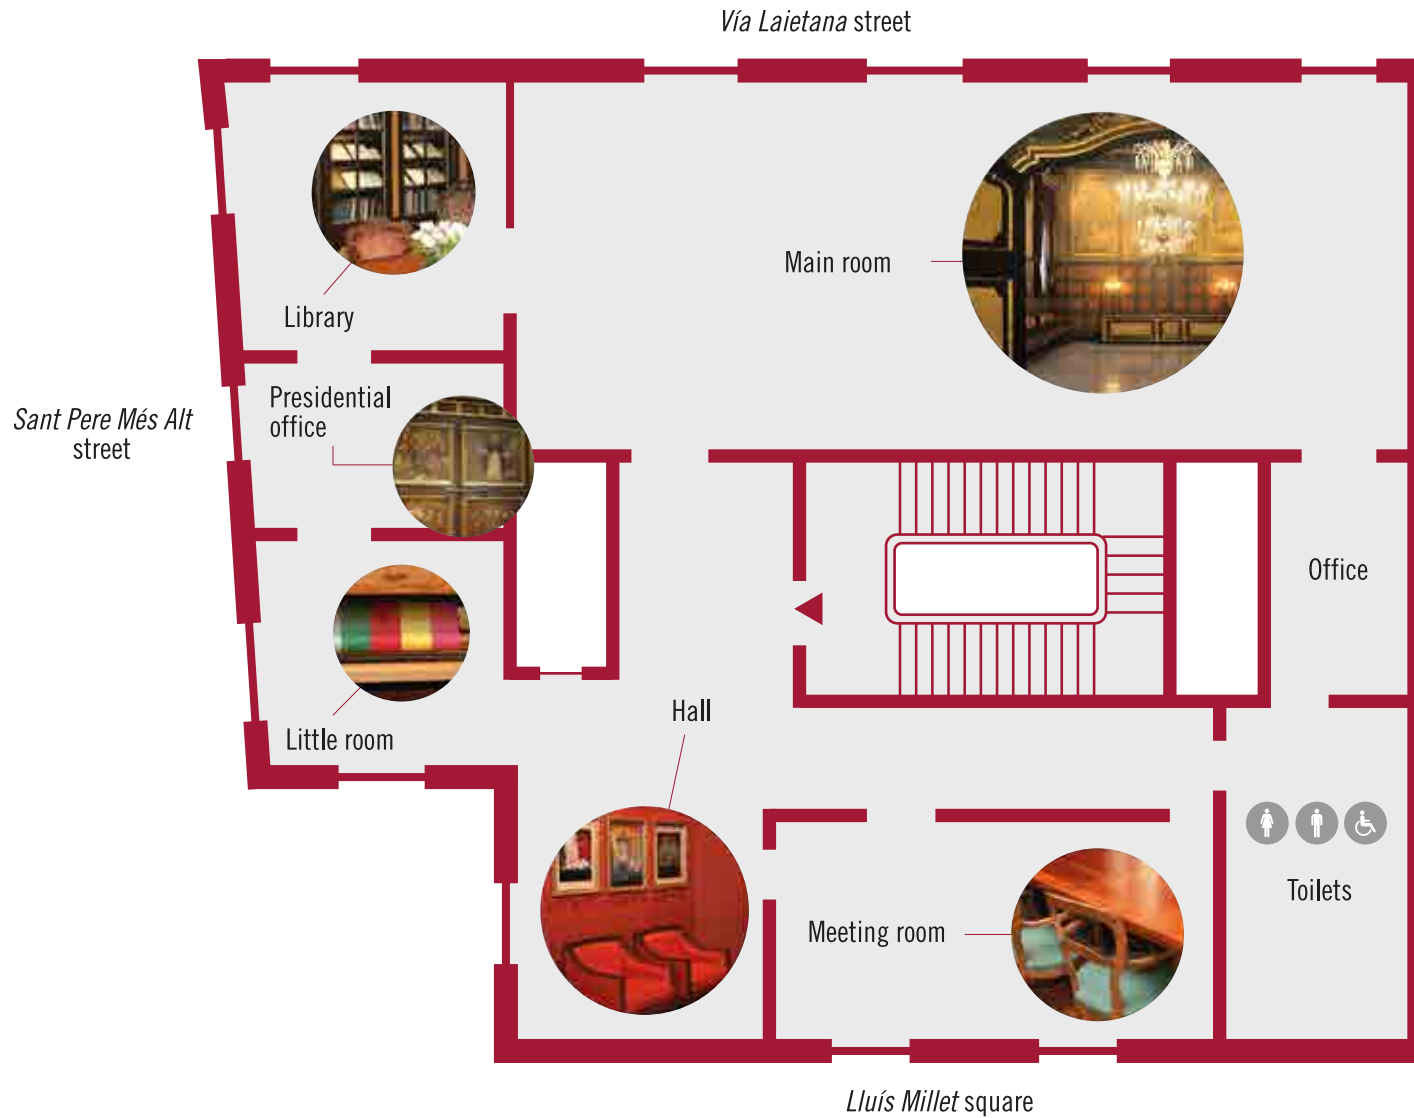 Vía Laietana street
Main room
Library
Presidential
office
Sant Pere Més Alt
street
Office
Hall
Little room
Toilets
Meeting room
Lluís Millet square